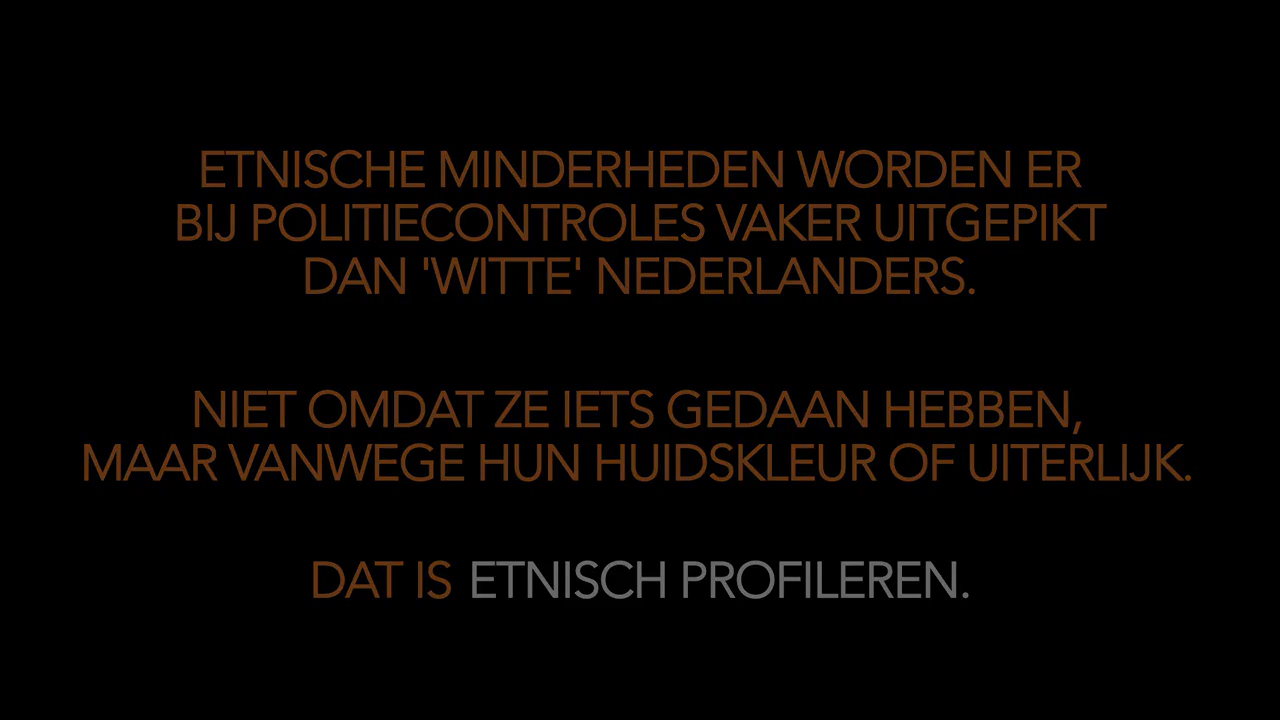 ETNISCHE MINDERHEDEN WORDEN ER
BIJ POLITIECONTROLES VAKER UITGEPIKT
DAN 'WITTE' NEDERLANDERS.
NIET OMDAT ZE IETS GEDAAN HEBBEN,
MAAR VANWEGE HUN HUIDSKLEUR OF UITERLIJK.
DAT IS ETNISCH PROFILEREN.